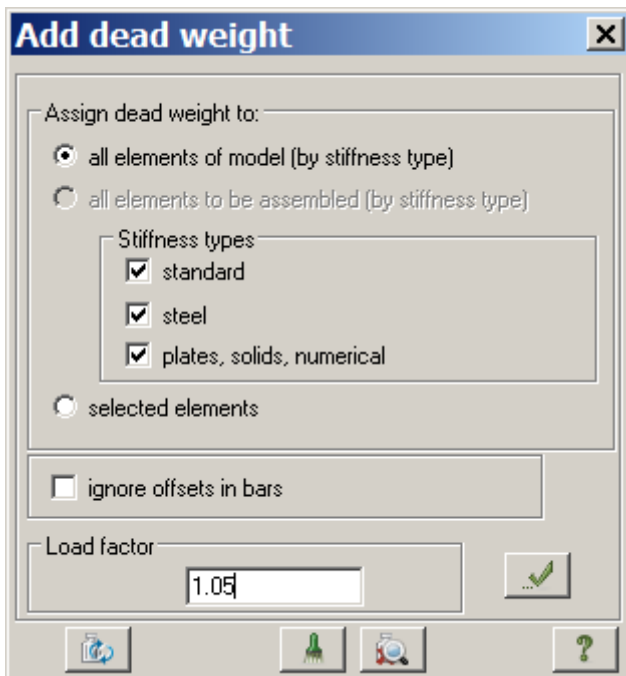 Add dead weight
Assign dead weight to:
all elements of model (by stiffness type)
all elements to be assembled (by stiffness type)
Stiffness types
standard
steel
plates, solids, numerical
selected elements
ignore offsets in bars
Load factor
1.05
?